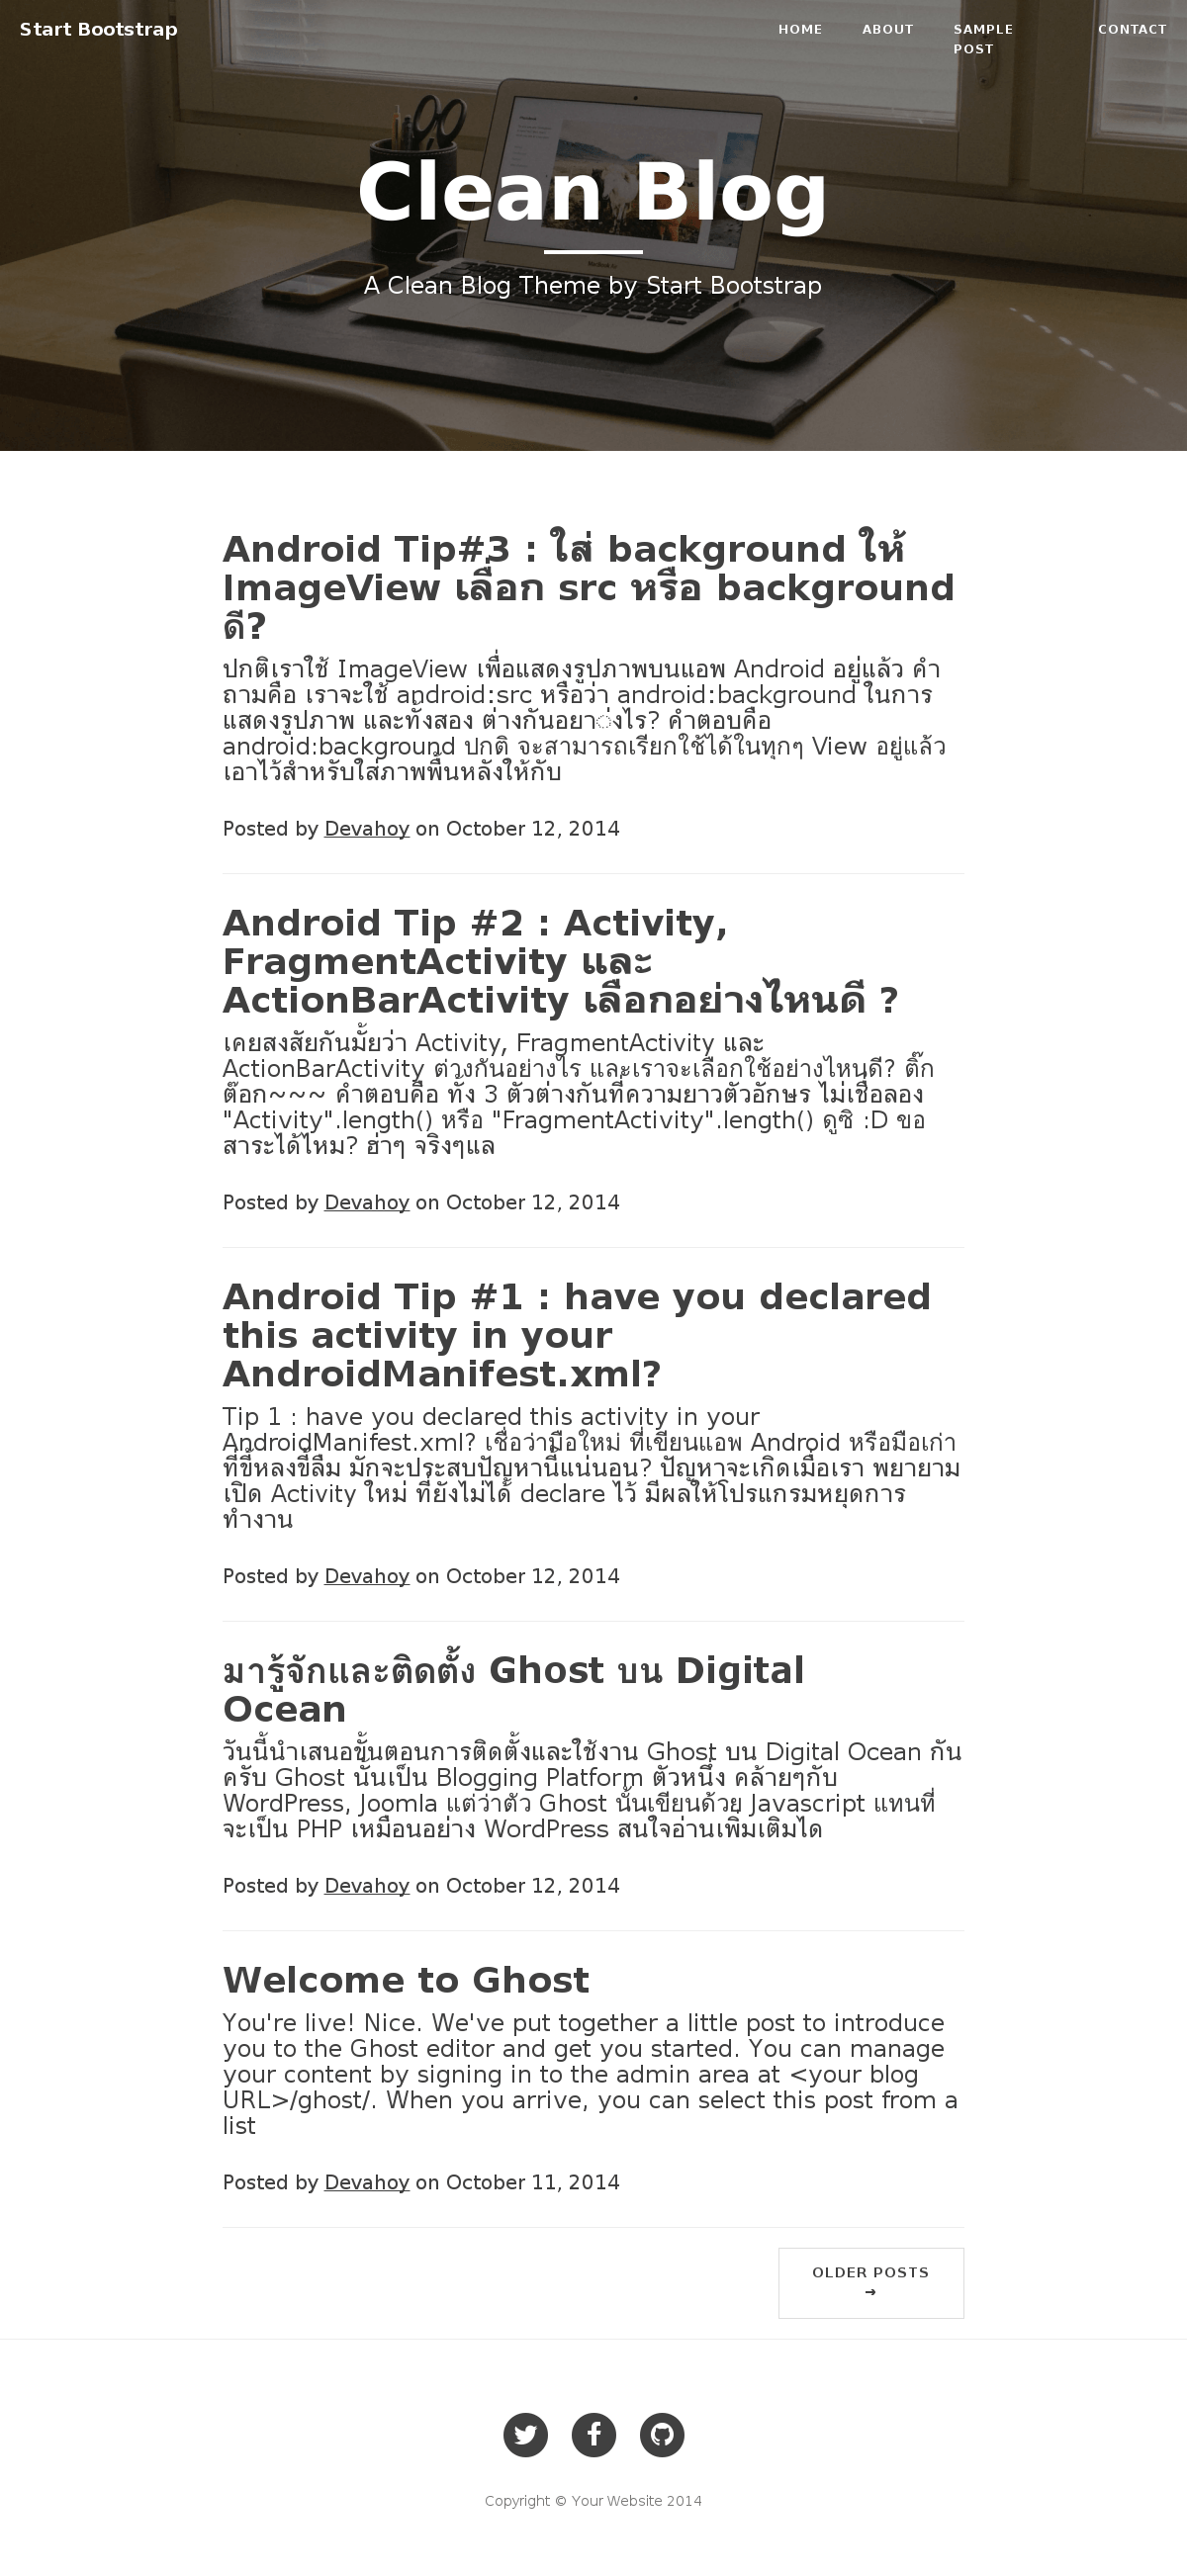 Start Bootstrap
HOME
ABOUT
SAMPLE
POST
CONTACT
Clean Blog
A Clean Blog Theme by Start Bootstrap
Android Tip#3 : ใส่ background ให้
ImageView เลือก src หรือ background
ดี?
ปกติเราใช้ ImageView เพื่อแสดงรูปภาพบนแอพ Android อยู่แล้ว คำ
ถามคือ เราจะใช้ android:src หรือว่า android:background ในการ
แสดงรูปภาพ และทั้งสอง ต่างกันอยา่งไร? คำตอบคือ
android:background ปกติ จะสามารถเรียกใช้ได้ในทุกๆ View อยู่แล้ว
เอาไว้สำหรับใส่ภาพพื้นหลังให้กับ
Posted by Devahoy on October 12, 2014
Android Tip #2 : Activity,
FragmentActivity และ
ActionBarActivity เลือกอย่างไหนดี ?
เคยสงสัยกันมั้ยว่า Activity, FragmentActivity และ
ActionBarActivity ต่างกันอย่างไร และเราจะเลือกใช้อย่างไหนดี? ติ๊ก
ต๊อก~~~ คำตอบคือ ทั้ง 3 ตัวต่างกันที่ความยาวตัวอักษร ไม่เชื่อลอง
"Activity".length() หรือ "FragmentActivity".length() ดูซิ :D ขอ
สาระได้ไหม? ฮ่าๆ จริงๆแล
Posted by Devahoy on October 12, 2014
Android Tip #1 : have you declared
this activity in your
AndroidManifest.xml?
Tip 1 : have you declared this activity in your
AndroidManifest.xml? เชื่อว่ามือใหม่ ที่เขียนแอพ Android หรือมือเก่า
ที่ขี้หลงขี้ลืม มักจะประสบปัญหานี้แน่นอน? ปัญหาจะเกิดเมื่อเรา พยายาม
เปิด Activity ใหม่ ที่ยังไม่ได้ declare ไว้ มีผลให้โปรแกรมหยุดการ
ทำงาน
Posted by Devahoy on October 12, 2014
มารู้จักและติดตั้ง Ghost บน Digital
Ocean
วันนี้นำเสนอขั้นตอนการติดตั้งและใช้งาน Ghost บน Digital Ocean กัน
ครับ Ghost นั้นเป็น Blogging Platform ตัวหนึ่ง คล้ายๆกับ
WordPress, Joomla แต่ว่าตัว Ghost นั้นเขียนด้วย Javascript แทนที่
จะเป็น PHP เหมือนอย่าง WordPress สนใจอ่านเพิ่มเติมได
Posted by Devahoy on October 12, 2014
Welcome to Ghost
You're live! Nice. We've put together a little post to introduce
you to the Ghost editor and get you started. You can manage
your content by signing in to the admin area at <your blog
URL>/ghost/. When you arrive, you can select this post from a
list
Posted by Devahoy on October 11, 2014
OLDER POSTS
→
Copyright © Your Website 2014